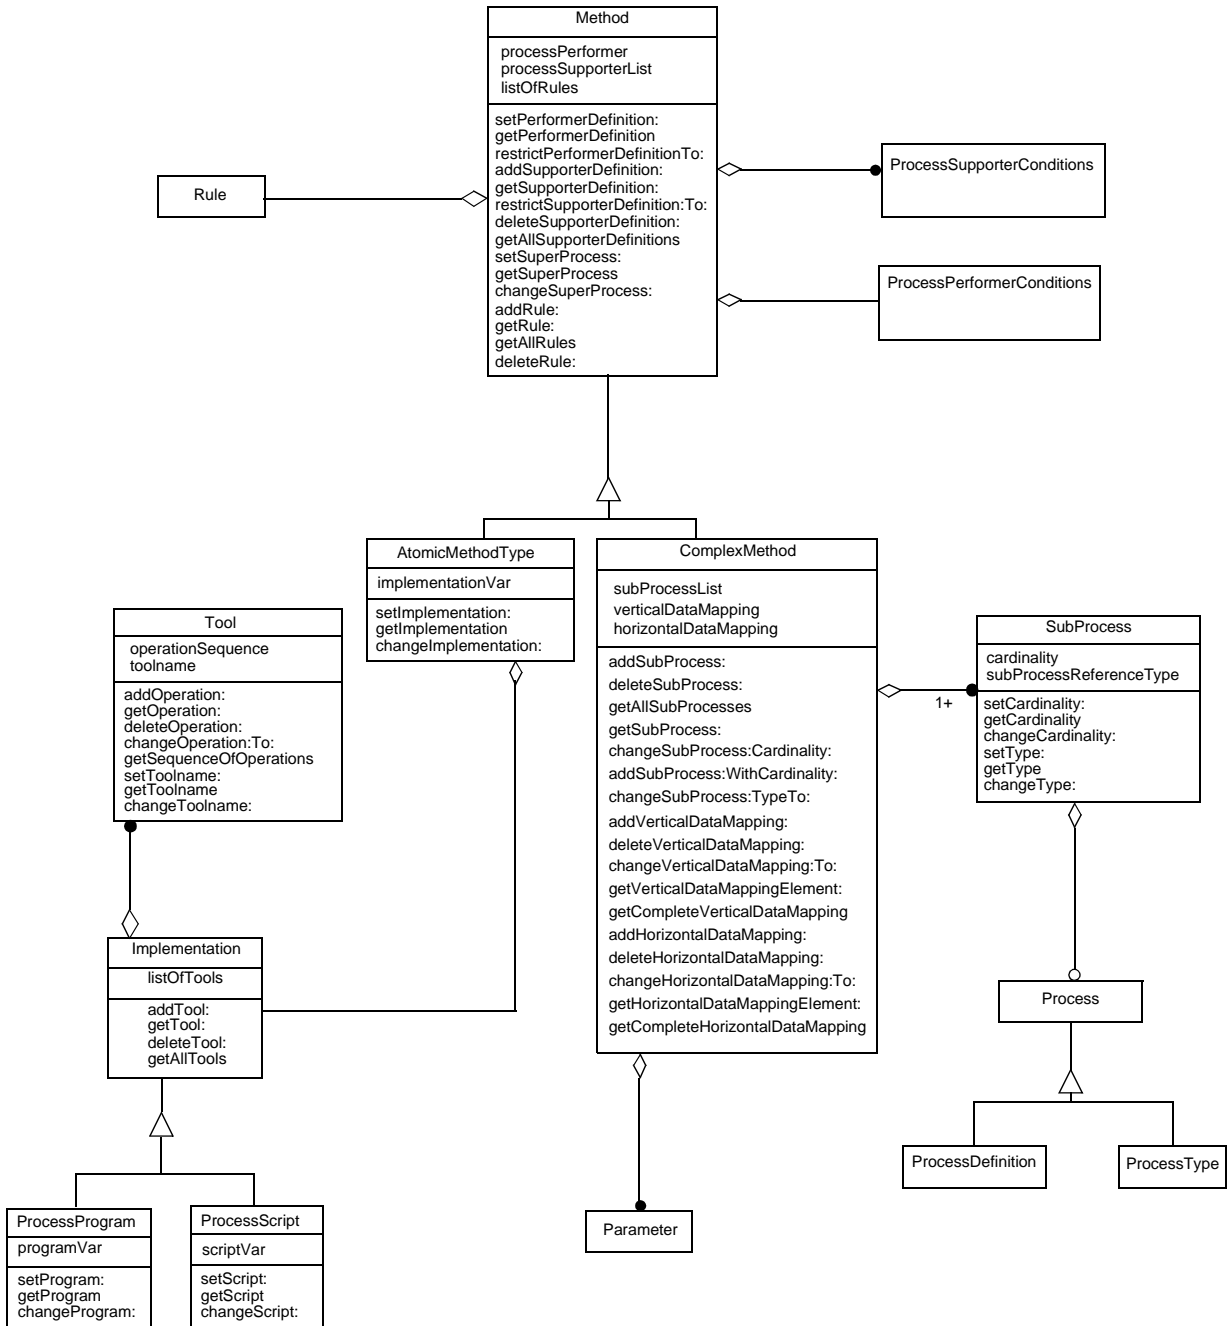 Method
processPerformer
processSupporterList
listOfRules
setPerformerDefinition:
getPerformerDefinition
restrictPerformerDefinitionTo:
addSupporterDefinition:
getSupporterDefinition:
restrictSupporterDefinition:To:
deleteSupporterDefinition:
getAllSupporterDefinitions
setSuperProcess:
getSuperProcess
changeSuperProcess:
addRule:
getRule:
getAllRules
deleteRule:
Rule
ProcessSupporterConditions
ProcessPerformerConditions
AtomicMethodType
implementationVar
setImplementation:
getImplementation
changeImplementation:
ComplexMethod
subProcessList
verticalDataMapping
horizontalDataMapping
addSubProcess:
deleteSubProcess:
getAllSubProcesses
getSubProcess:
changeSubProcess:Cardinality:
addSubProcess:WithCardinality:
changeSubProcess:TypeTo:
addVerticalDataMapping:
deleteVerticalDataMapping:
changeVerticalDataMapping:To:
getVerticalDataMappingElement:
getCompleteVerticalDataMapping
addHorizontalDataMapping:
deleteHorizontalDataMapping:
changeHorizontalDataMapping:To:
getHorizontalDataMappingElement:
getCompleteHorizontalDataMapping
1+
SubProcess
cardinality
subProcessReferenceType
setCardinality:
getCardinality
changeCardinality:
setType:
getType
changeType:
Tool
operationSequence
toolname
addOperation:
getOperation:
deleteOperation:
changeOperation:To:
getSequenceOfOperations
setToolname:
getToolname
changeToolname:
Implementation
listOfTools
addTool:
getTool:
deleteTool:
getAllTools
Process
ProcessDefinition
ProcessType
ProcessProgram
programVar
setProgram:
getProgram
changeProgram:
ProcessScript
scriptVar
setScript:
getScript
changeScript:
Parameter